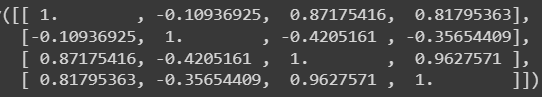 ([[ 1.        , -0.10936925,  0.87175416,  0.81795363],
[-0.10936925,  1.        , -0.4205161 , -0.35654409],
[ 0.87175416, -0.4205161 ,  1.        ,  0.9627571 ],
[ 0.81795363, -0.35654409,  0.9627571 ,  1.        ]])